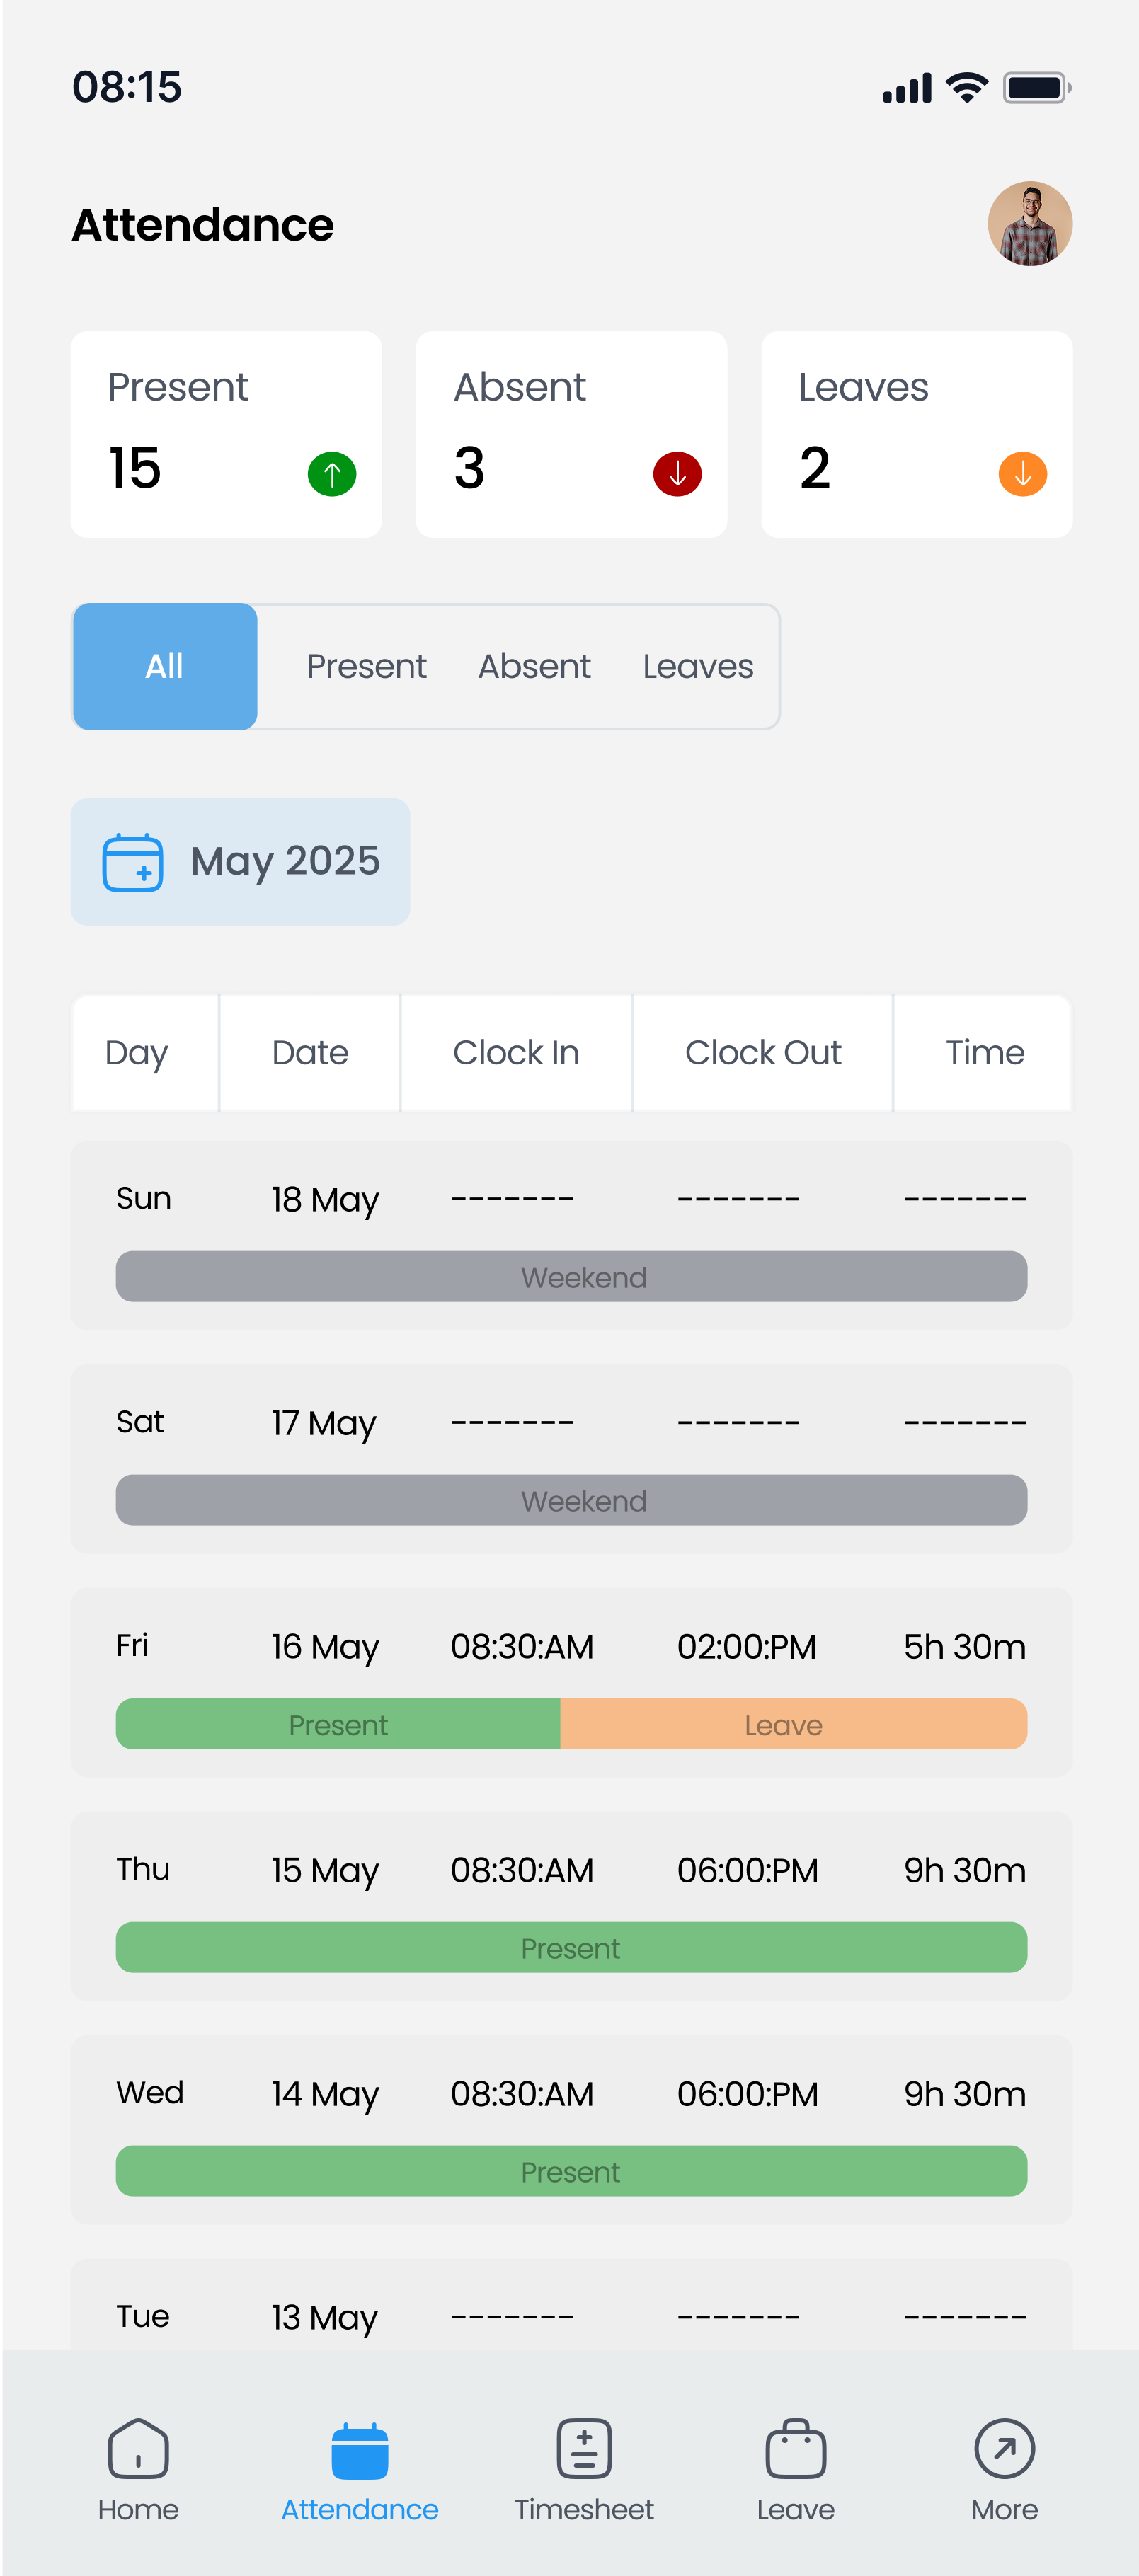 08:15
Attendance
Present Absent Leaves
15 3 2
All Present Absent Leaves
May 2025
Day Date Clock In Clock Out Time
Sun 18 May ------- ------- -------
Weekend
Sat 17 May ------- ------- -------
Weekend
Fri 16 May 08:30:AM 02:00:PM 5h 30m
Present Leave
Thu 15 May 08:30:AM 06:00:PM 9h 30m
Present
Wed 14 May 08:30:AM 06:00:PM 9h 30m
Present
Tue 13 May ------- ------- -------
Home Attendance Timesheet Leave More